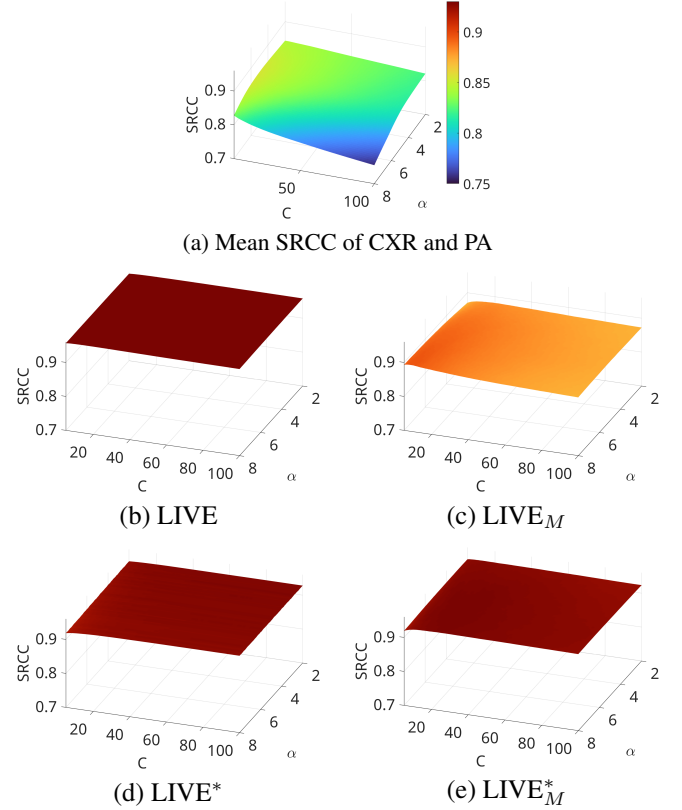 0.9
0.8
0.7
SRCC
50
100
C
2
4
6
8
α
0.9
0.85
0.8
0.75
(a) Mean SRCC of CXR and PA
0.9
0.8
0.7
SRCC
20 40 60 80 100
C
2
4
6
8
α
(b) LIVE
0.9
0.8
0.7
SRCC
20 40 60 80 100
C
2
4
6
8
α
(c) LIVE_M
0.9
0.8
0.7
SRCC
20 40 60 80 100
C
2
4
6
8
α
(d) LIVE*
0.9
0.8
0.7
SRCC
20 40 60 80 100
C
2
4
6
8
α
(e) LIVE*_M